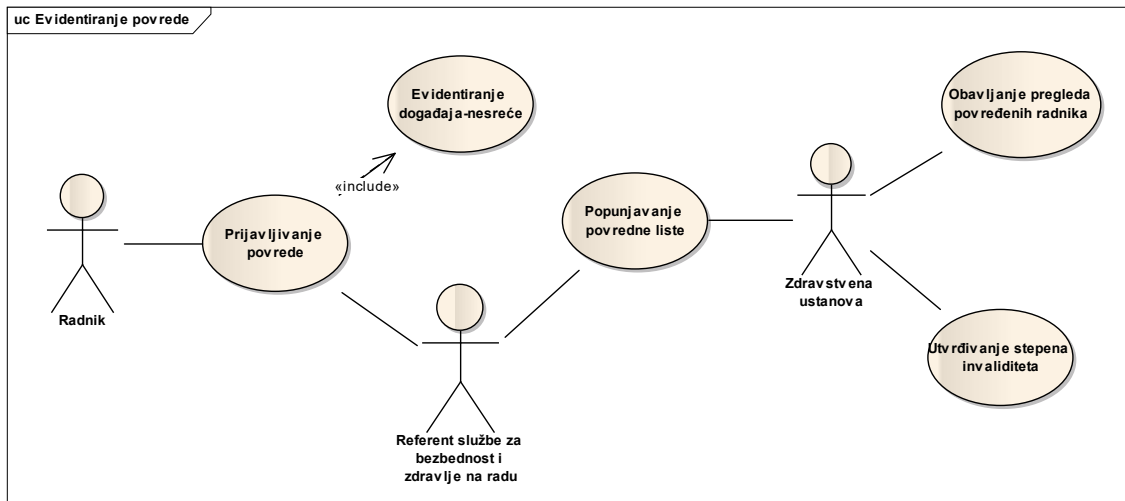 uc Evidentiranje povrede
Evidentiranje
događaja-nesreće
Obavljanje pregleda
povređenih radnika
«include»
Prijavljivanje
povrede
Popunjavanje
povredne liste
Radnik
Zdravstvena
ustanova
Utvrđivanje stepena
invaliditeta
Referent službe za
bezbednost i
zdravlje na radu